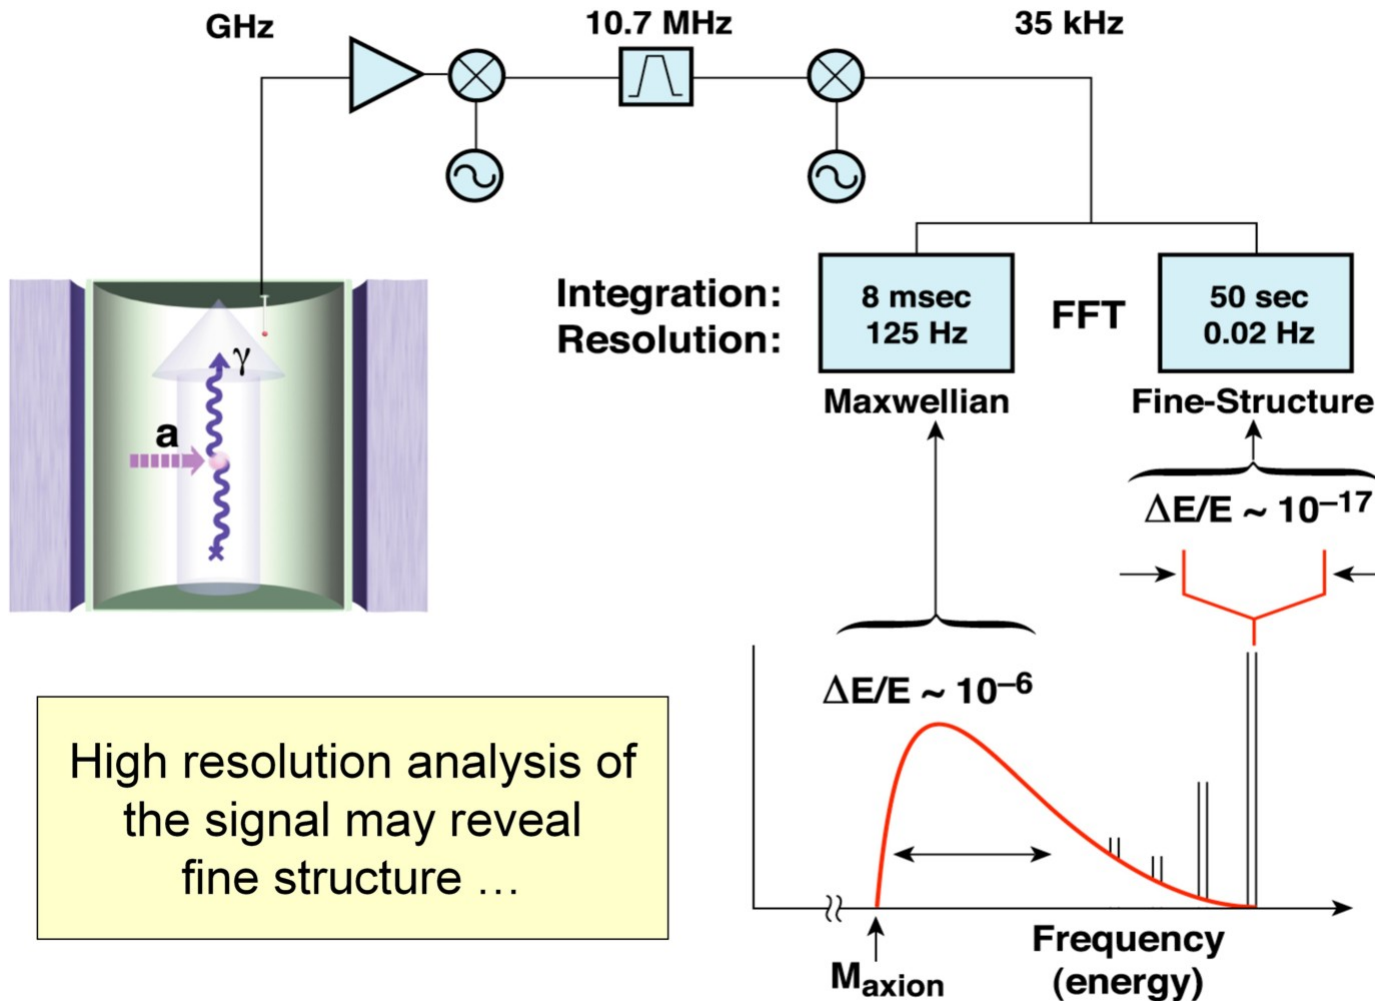 GHz
10.7 MHz
35 kHz
γ
a
Integration:
Resolution:
8 msec
125 Hz
FFT
50 sec
0.02 Hz
Maxwellian
Fine-Structure
ΔE/E ~ 10⁻¹⁷
ΔE/E ~ 10⁻⁶
High resolution analysis of
the signal may reveal
fine structure ...
Frequency
(energy)
Maxion